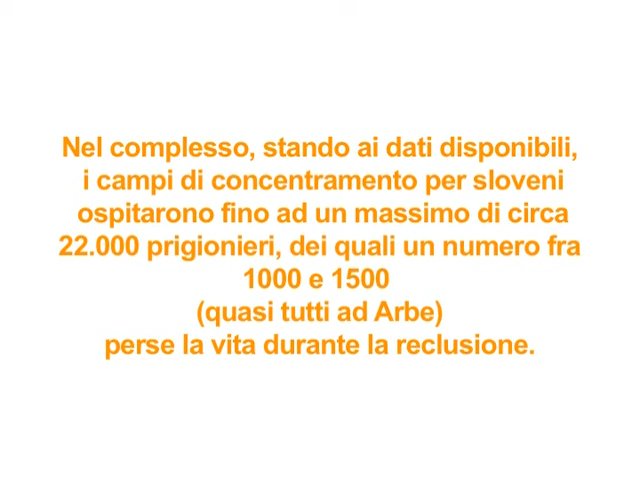 Nel complesso, stando ai dati disponibili,
i campi di concentramento per sloveni
ospitarono fino ad un massimo di circa
22.000 prigionieri, dei quali un numero fra
1000 e 1500
(quasi tutti ad Arbe)
perse la vita durante la reclusione.